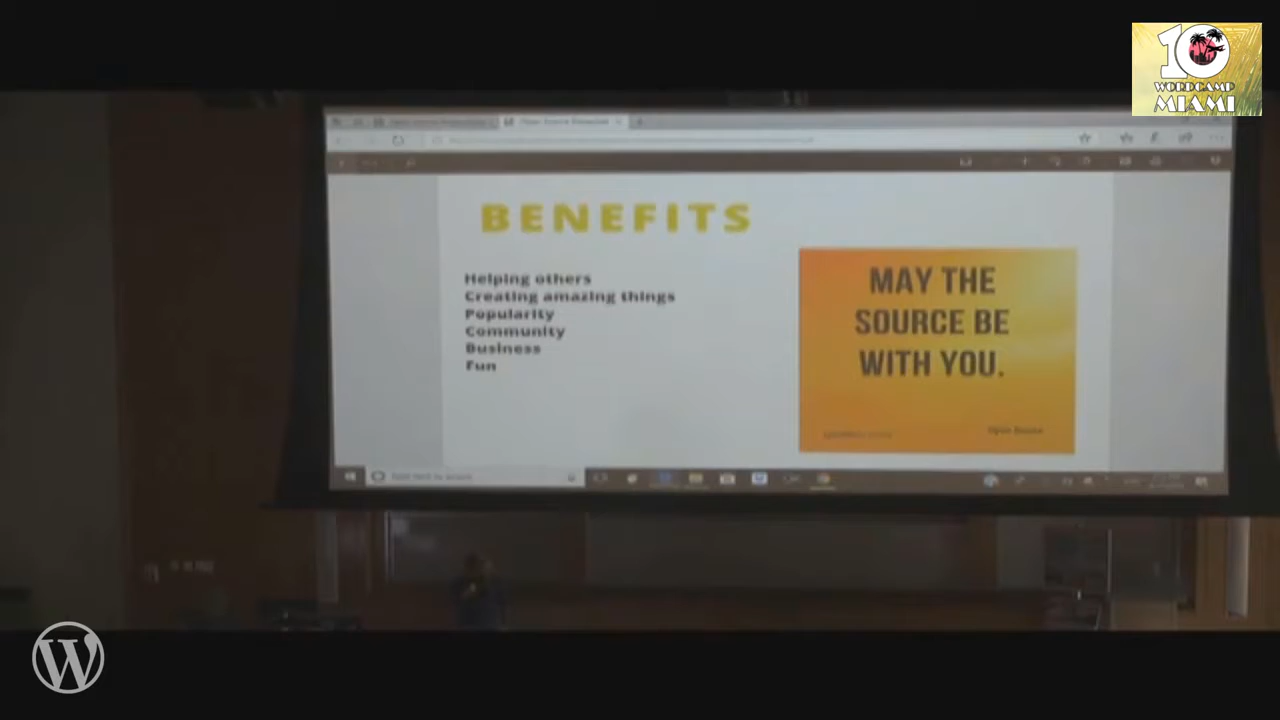 10
WORDCAMP
MIAMI
BENEFITS
Helping others
Creating amazing things
Popularity
Community
Business
Fun
MAY THE
SOURCE BE
WITH YOU.